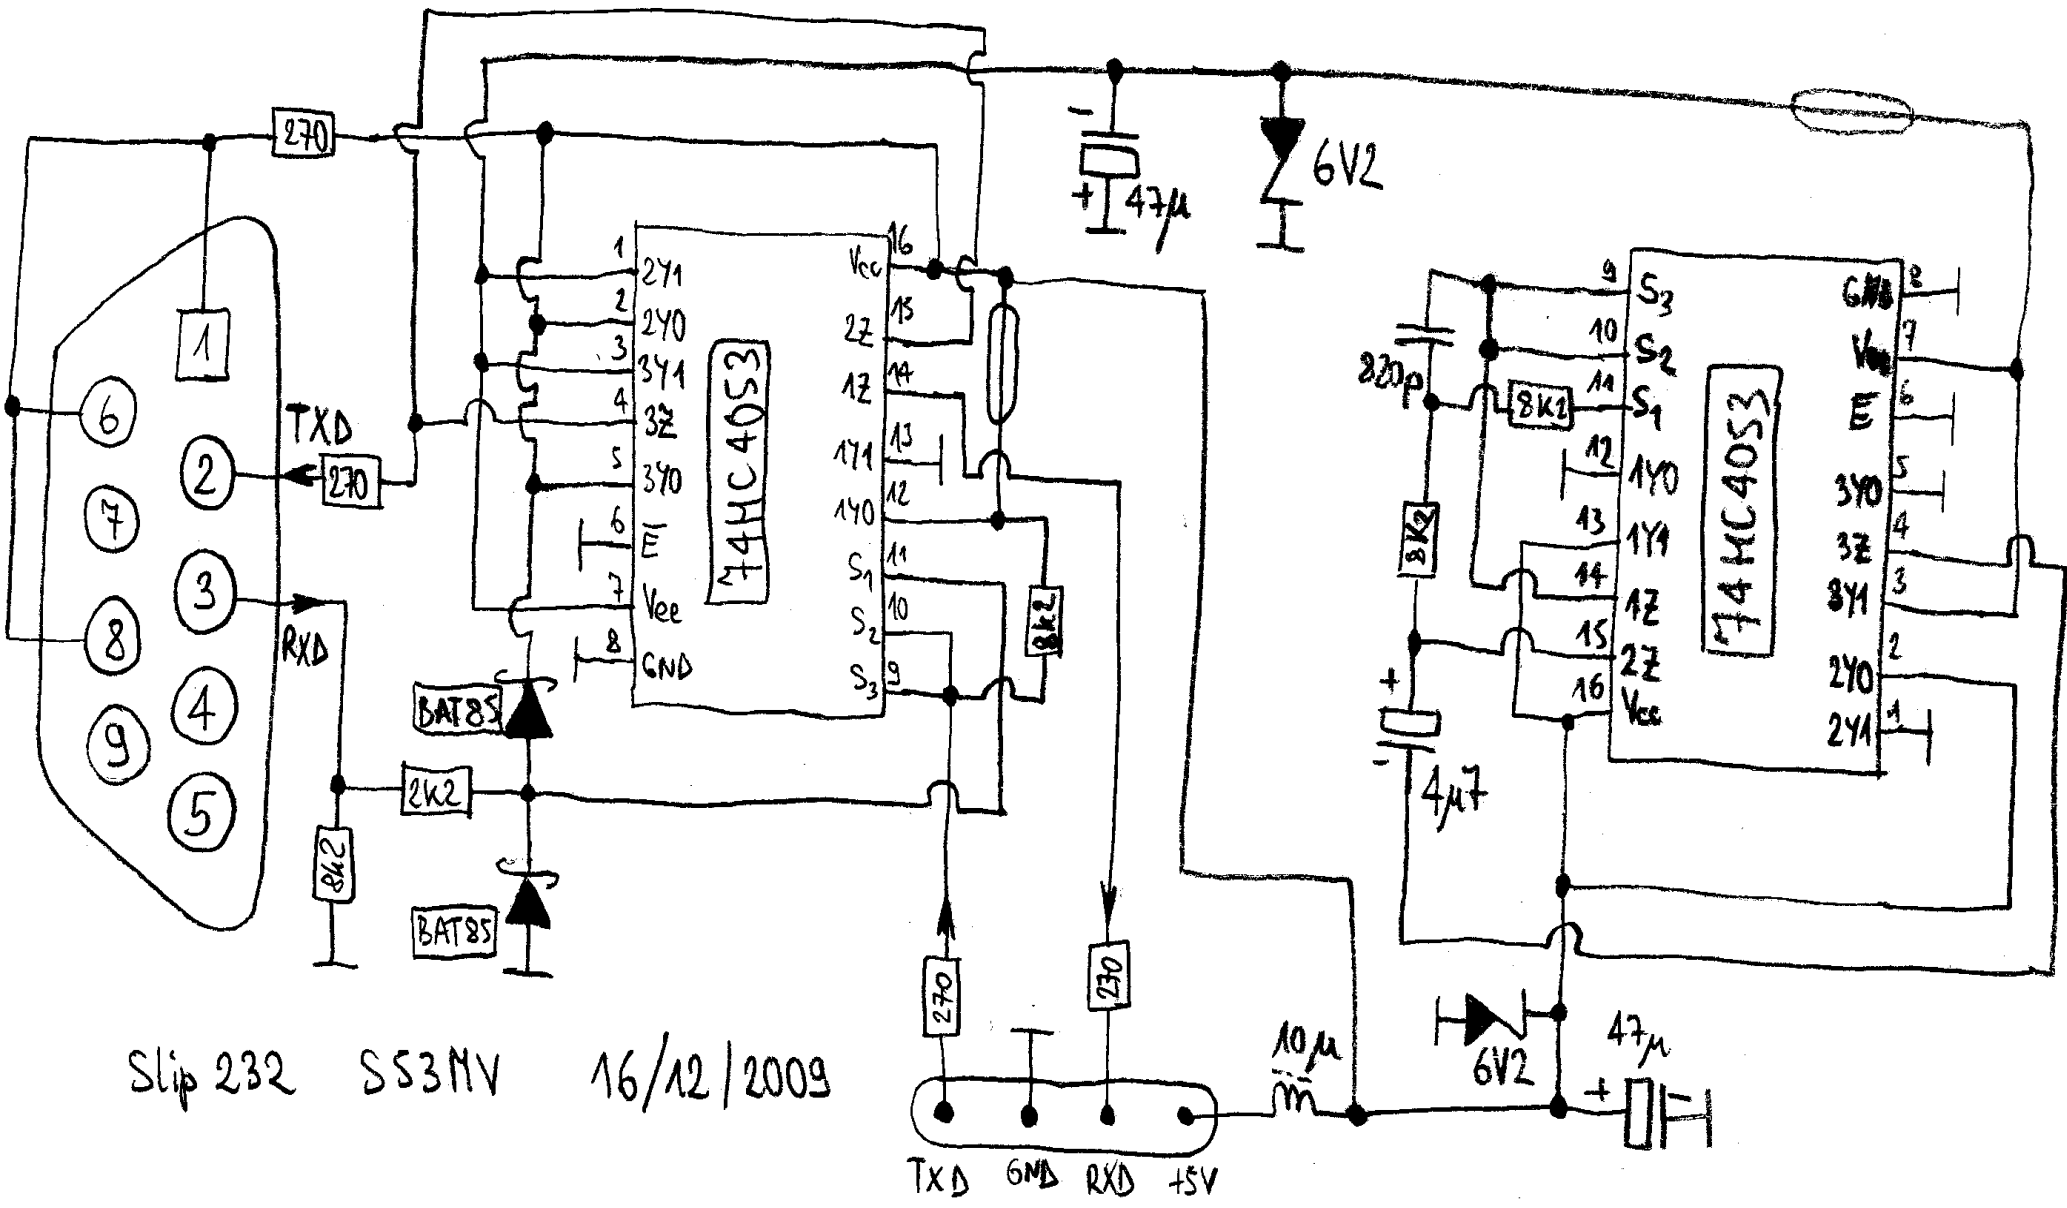 270
1
6
2
7
3
8
4
9
5
TXD
270
RXD
2K2
8k2
BAT85
BAT85
1 2Y1
2 2Y0
3 3Y1
4 3Z
5 3Y0
6 E̅
7 Vee
8 GND
74HC4053
Vcc 16
2Z 15
1Z 14
1Y1 13
1Y0 12
S1 11
S2 10
S3 9
8k2
-
+ 47µ
6V2
9 S3
10 S2
11 S1
12 1Y0
13 1Y1
14 1Z
15 2Z
16 Vcc
820p
8K2
8K2
+
-
4µ7
74HC4053
8
7
E̅ 6
3Y0 5
3Z 4
3Y1 3
2Y0 2
2Y1 1
270
270
10µ
6V2
47µ
+ -
Slip 232 S53MV 16/12/2009
TXD GND RXD +5V